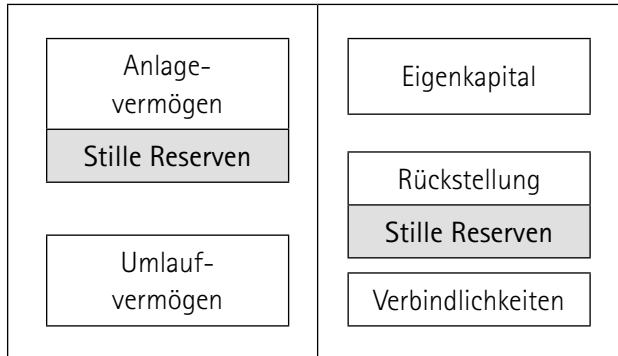 Anlage-
vermögen
Stille Reserven
Umlauf-
vermögen
Eigenkapital
Rückstellung
Stille Reserven
Verbindlichkeiten